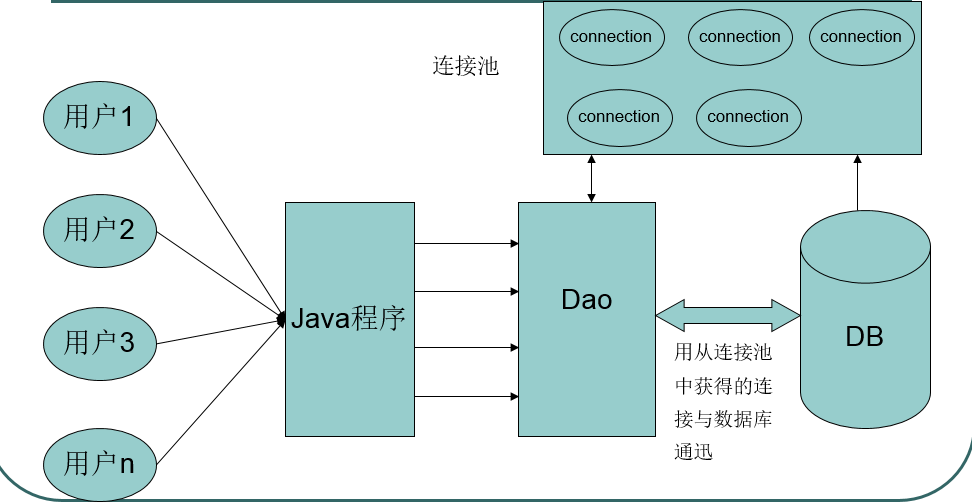 connection
connection
connection
连接池
connection
connection
用户1
用户2
用户3
用户n
Java程序
Dao
DB
用从连接池
中获得的连
接与数据库
通迅